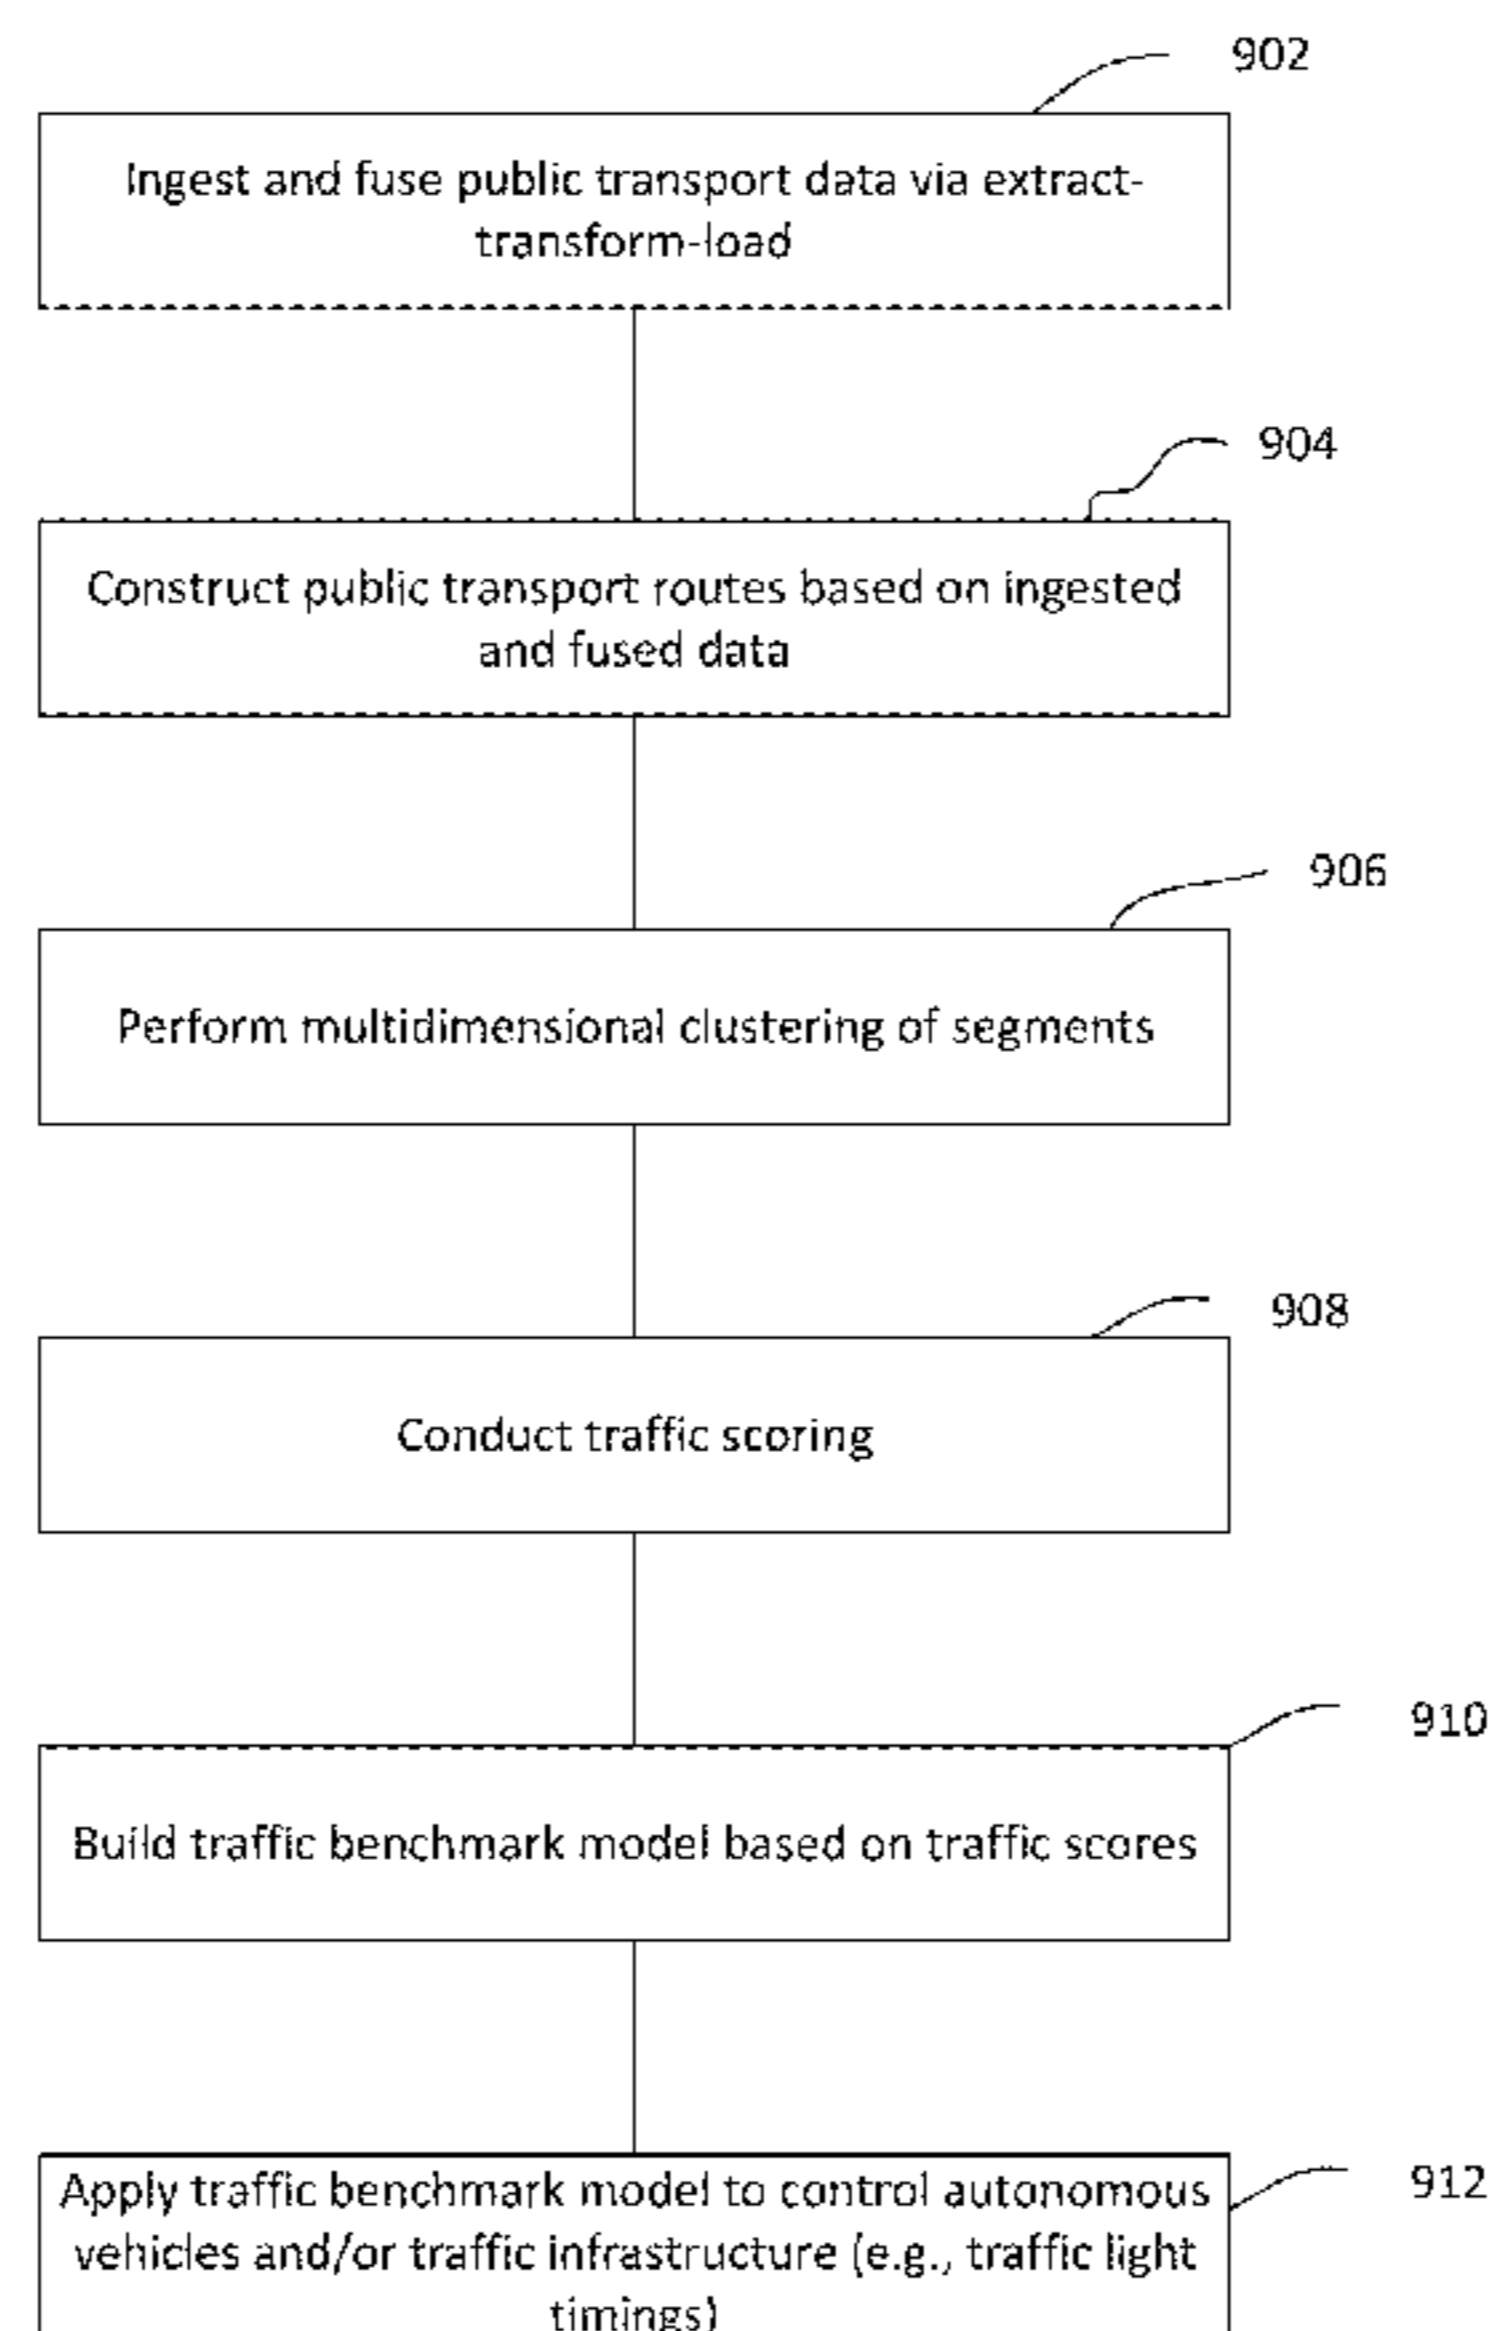 902
Ingest and fuse public transport data via extract-
transform-load
904
Construct public transport routes based on ingested
and fused data
906
Perform multidimensional clustering of segments
908
Conduct traffic scoring
910
Build traffic benchmark model based on traffic scores
912
Apply traffic benchmark model to control autonomous
vehicles and/or traffic infrastructure (e.g., traffic light
timings)